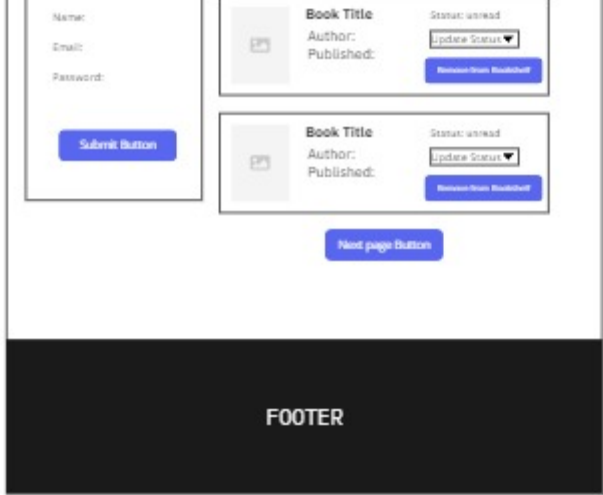 Name:
Email:
Password:
Submit Button
Book Title
Author:
Published:
Status: unread
Update Status
Remove from Bookshelf
Book Title
Author:
Published:
Status: unread
Update Status
Remove from Bookshelf
Next page Button
FOOTER